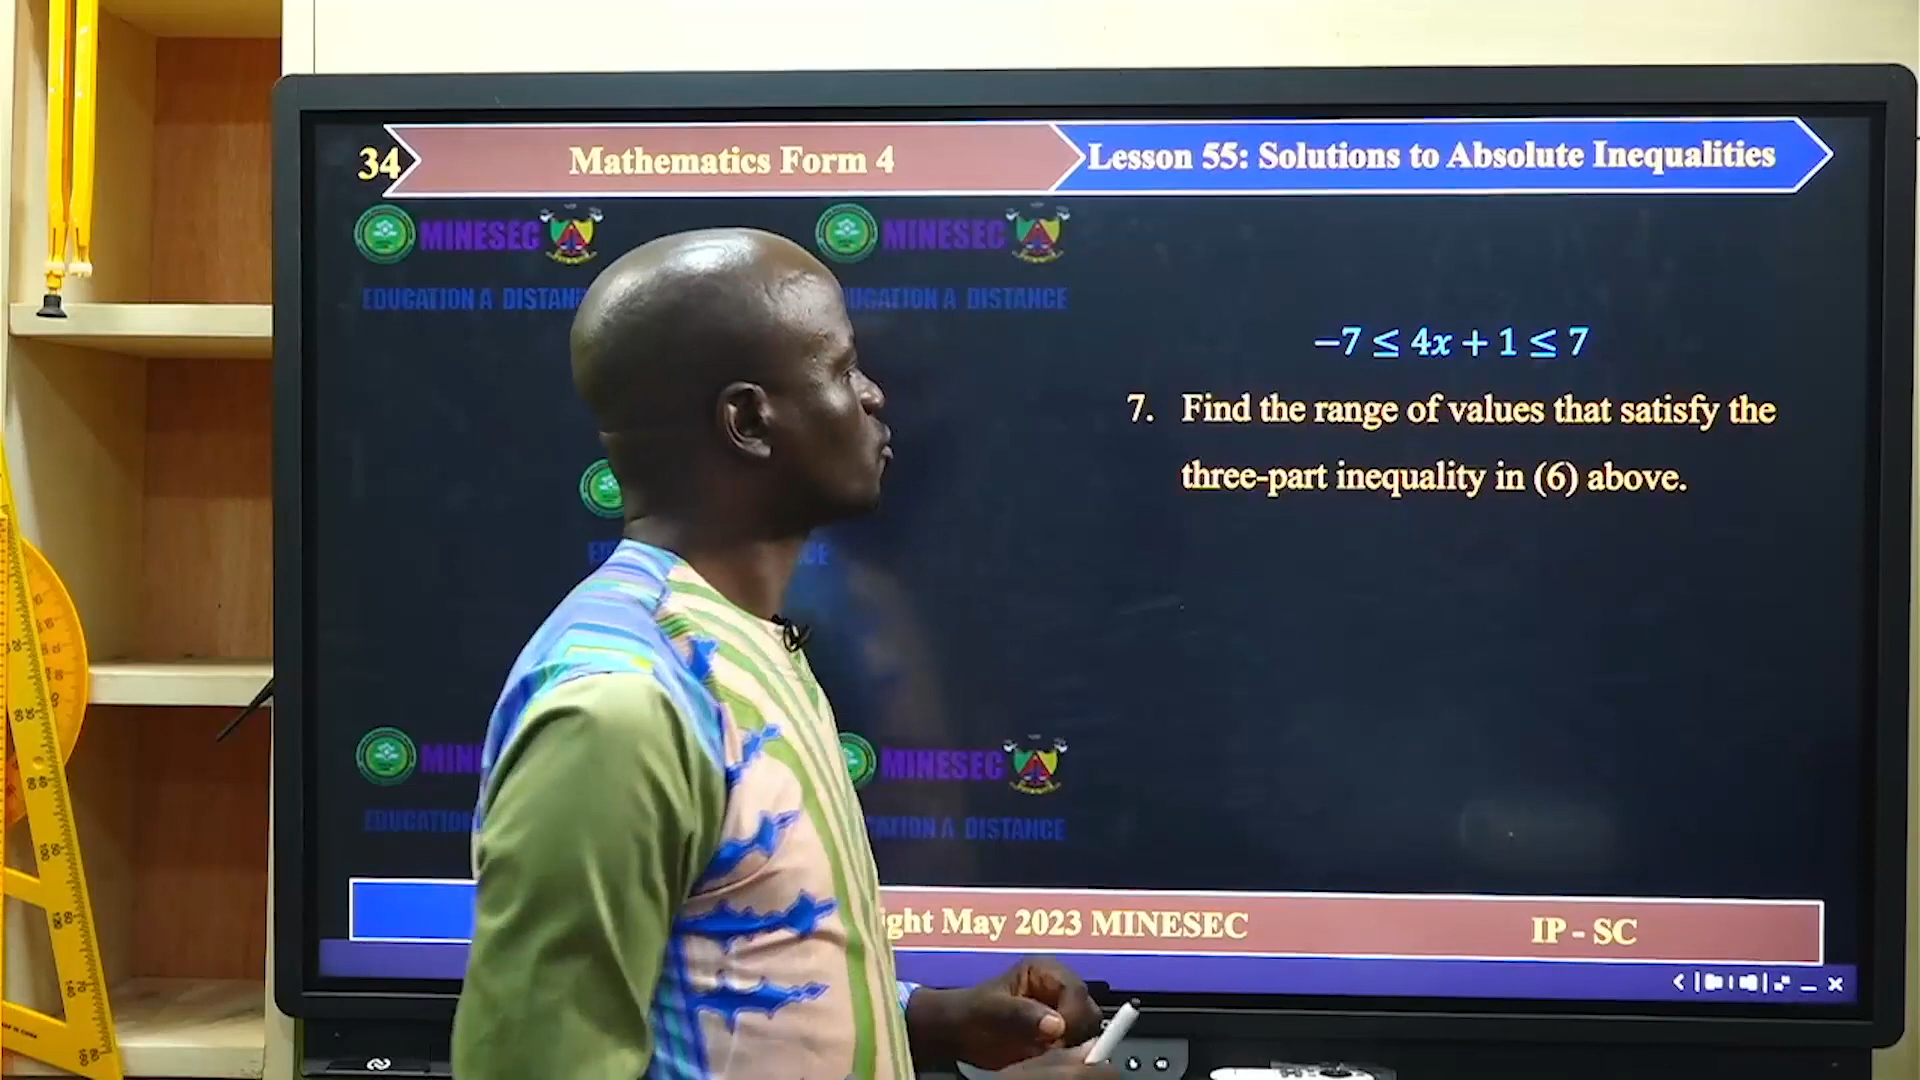 34 Mathematics Form 4 Lesson 55: Solutions to Absolute Inequalities
MINESEC MINESEC
EDUCATION A DISTANCE
−7 ≤ 4x + 1 ≤ 7
7. Find the range of values that satisfy the
three-part inequality in (6) above.
MINESEC
EDUCATION A DISTANCE
May 2023 MINESEC IP - SC